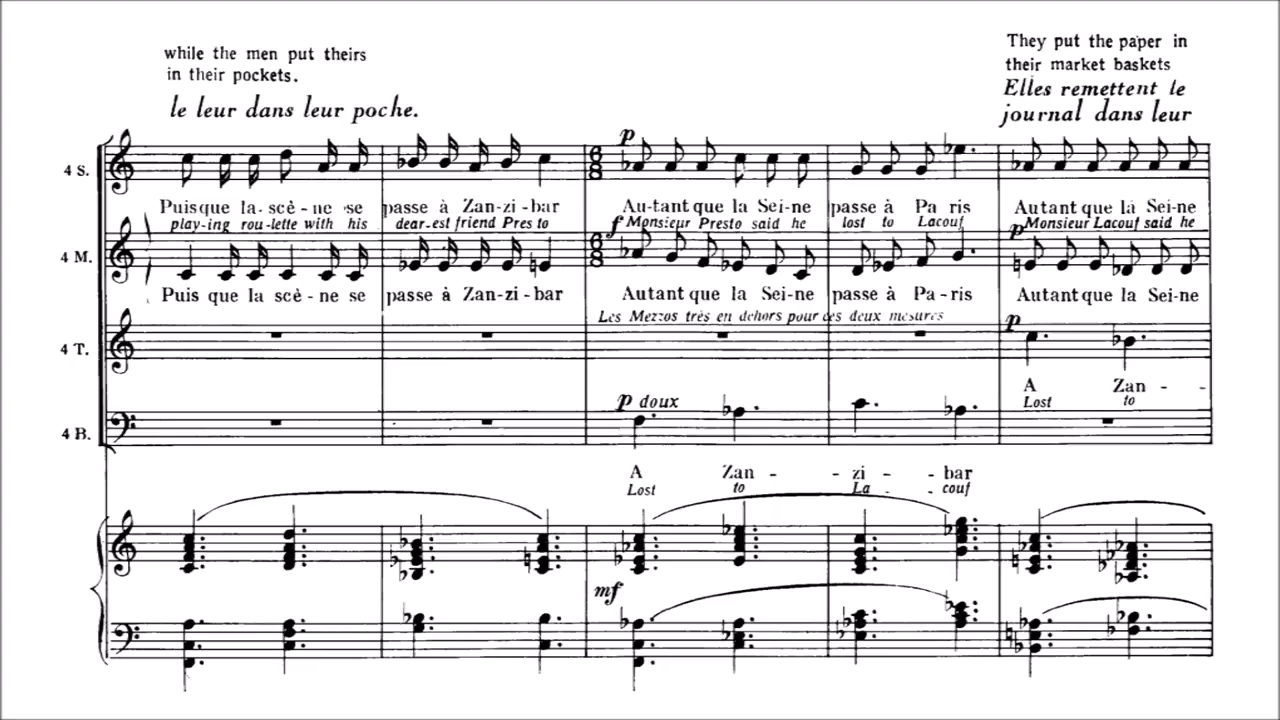 while the men put theirs
in their pockets.
le leur dans leur poche.
They put the paper in
their market baskets
Elles remettent le
journal dans leur
p
4 S.
Puisque la scè - ne se passe à Zan-zi-bar Au-tant que la Sei-ne passe à Pa ris Autant que la Sei-ne
play-ing rou-lette with his dear-est friend Pres to f Monsieur Presto said he lost to Lacouf p Monsieur Lacouf said he
4 M.
Puis que la scè - ne se passe à Zan-zi-bar Autant que la Sei-ne passe à Pa-ris Autant que la Sei-ne
Les Mezzos très en dehors pour ces deux mesures
p
4 T.
A Zan - -
Lost to
p doux
4 B.
A Zan - - zi - - bar
Lost to La - - couf
mf